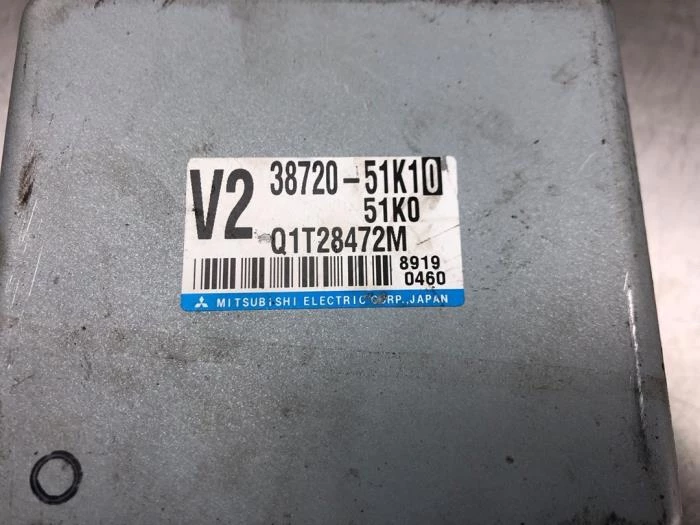 V2 38720-51K10
51K0
Q1T28472M
8919
0460
MITSUBISHI ELECTRIC CORP., JAPAN